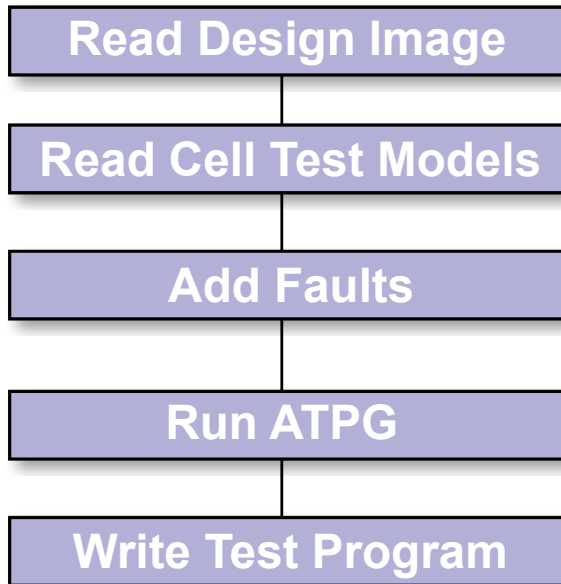 Read Design Image
Read Cell Test Models
Add Faults
Run ATPG
Write Test Program